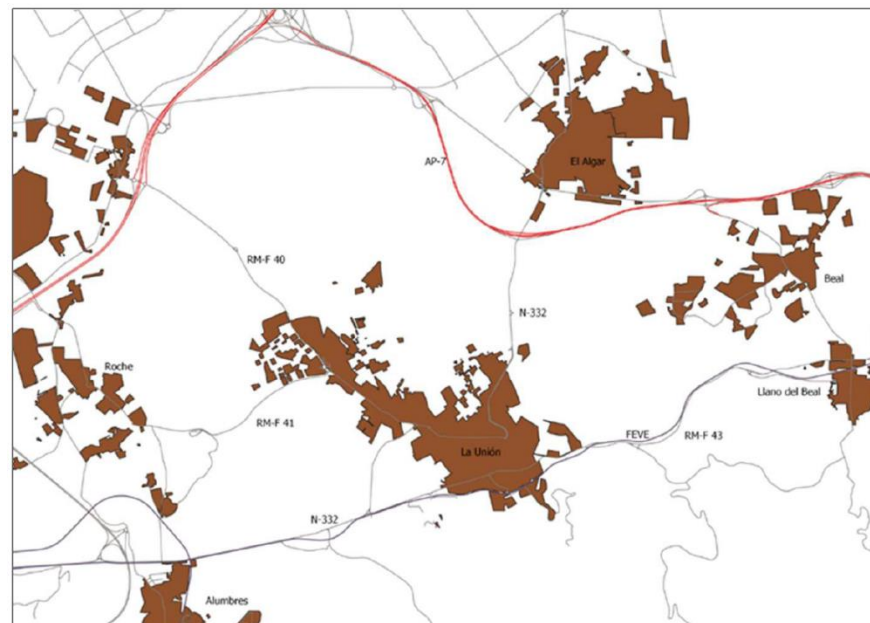 El Algar
AP-7
RM-F 40
Beal
N-332
Roche
Llano del Beal
RM-F 41
FEVE
RM-F 43
La Unión
N-332
Alumbres